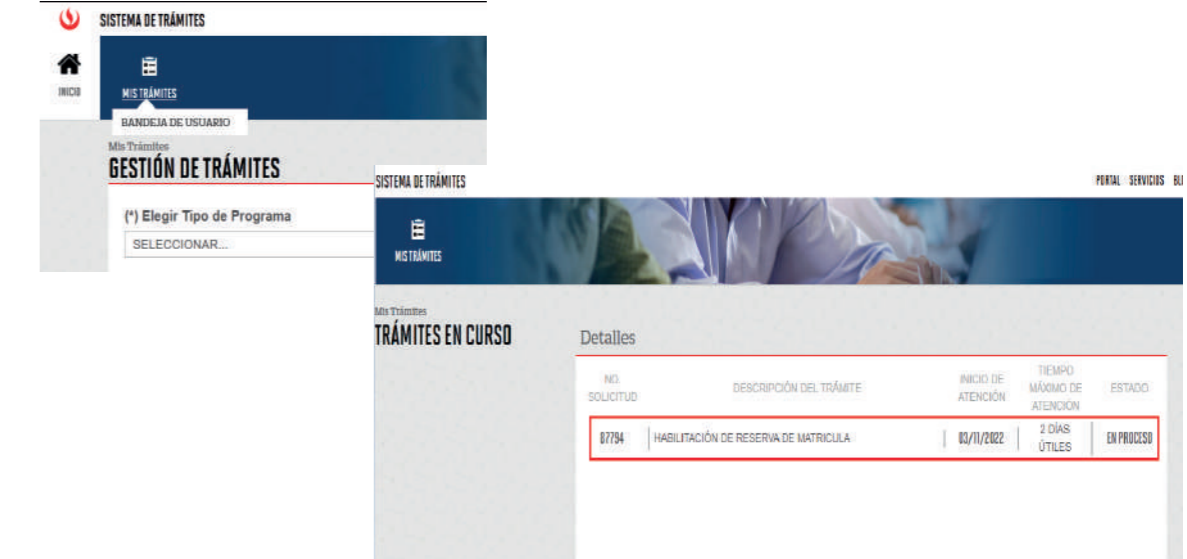 SISTEMA DE TRÁMITES
INICIO
MIS TRÁMITES
BANDEJA DE USUARIO
Mis Trámites
GESTIÓN DE TRÁMITES
(*) Elegir Tipo de Programa
SELECCIONAR...
SISTEMA DE TRÁMITES
PORTAL SERVICIOS
MIS TRÁMITES
Mis Trámites
TRÁMITES EN CURSO
Detalles
NO. SOLICITUD
DESCRIPCIÓN DEL TRÁMITE
INICIO DE ATENCIÓN
TIEMPO MÁXIMO DE ATENCIÓN
ESTADO
87794
HABILITACIÓN DE RESERVA DE MATRICULA
03/11/2022
2 DÍAS ÚTILES
EN PROCESO